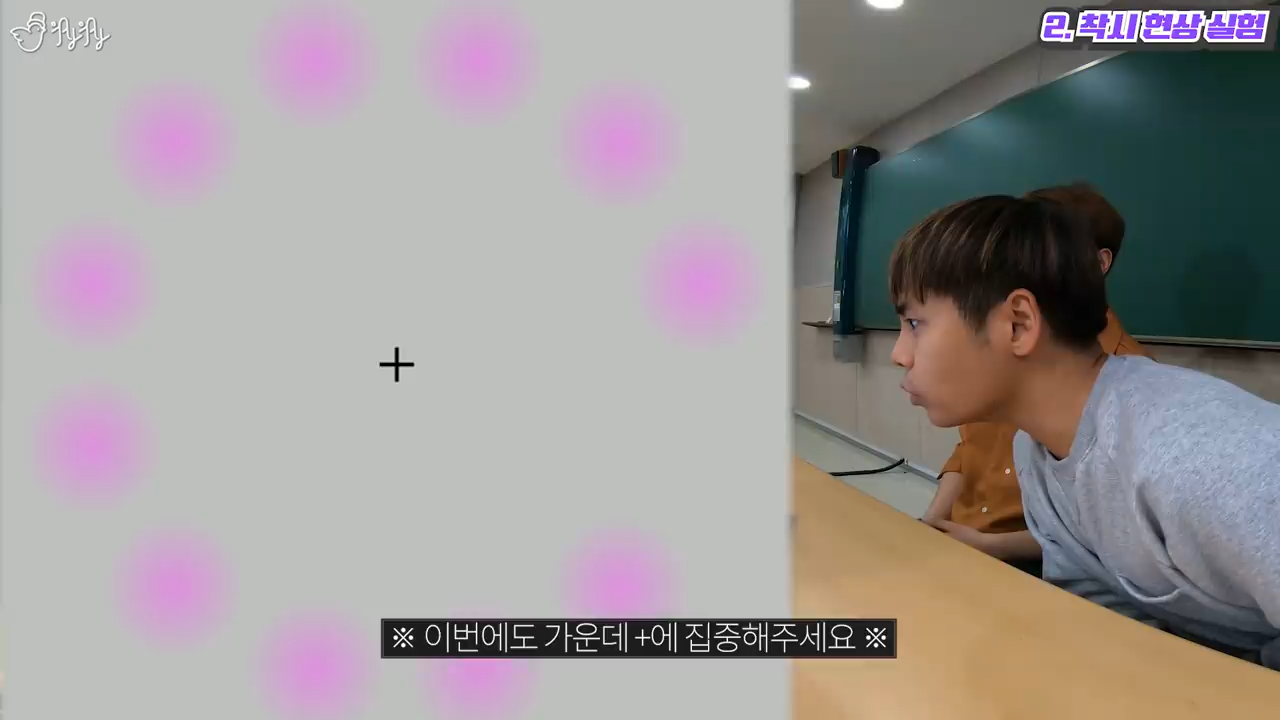 2. 착시 현상 실험
+
※ 이번에도 가운데 +에 집중해주세요 ※